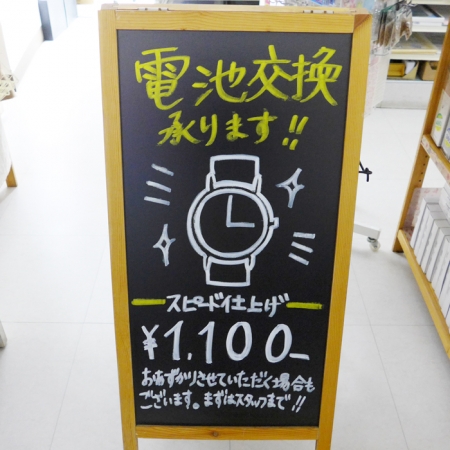 電池交換
承ります!!
スピード仕上げ
¥1,100-
おあずかりさせていただく場合も
ございます。まずはスタッフまで!!